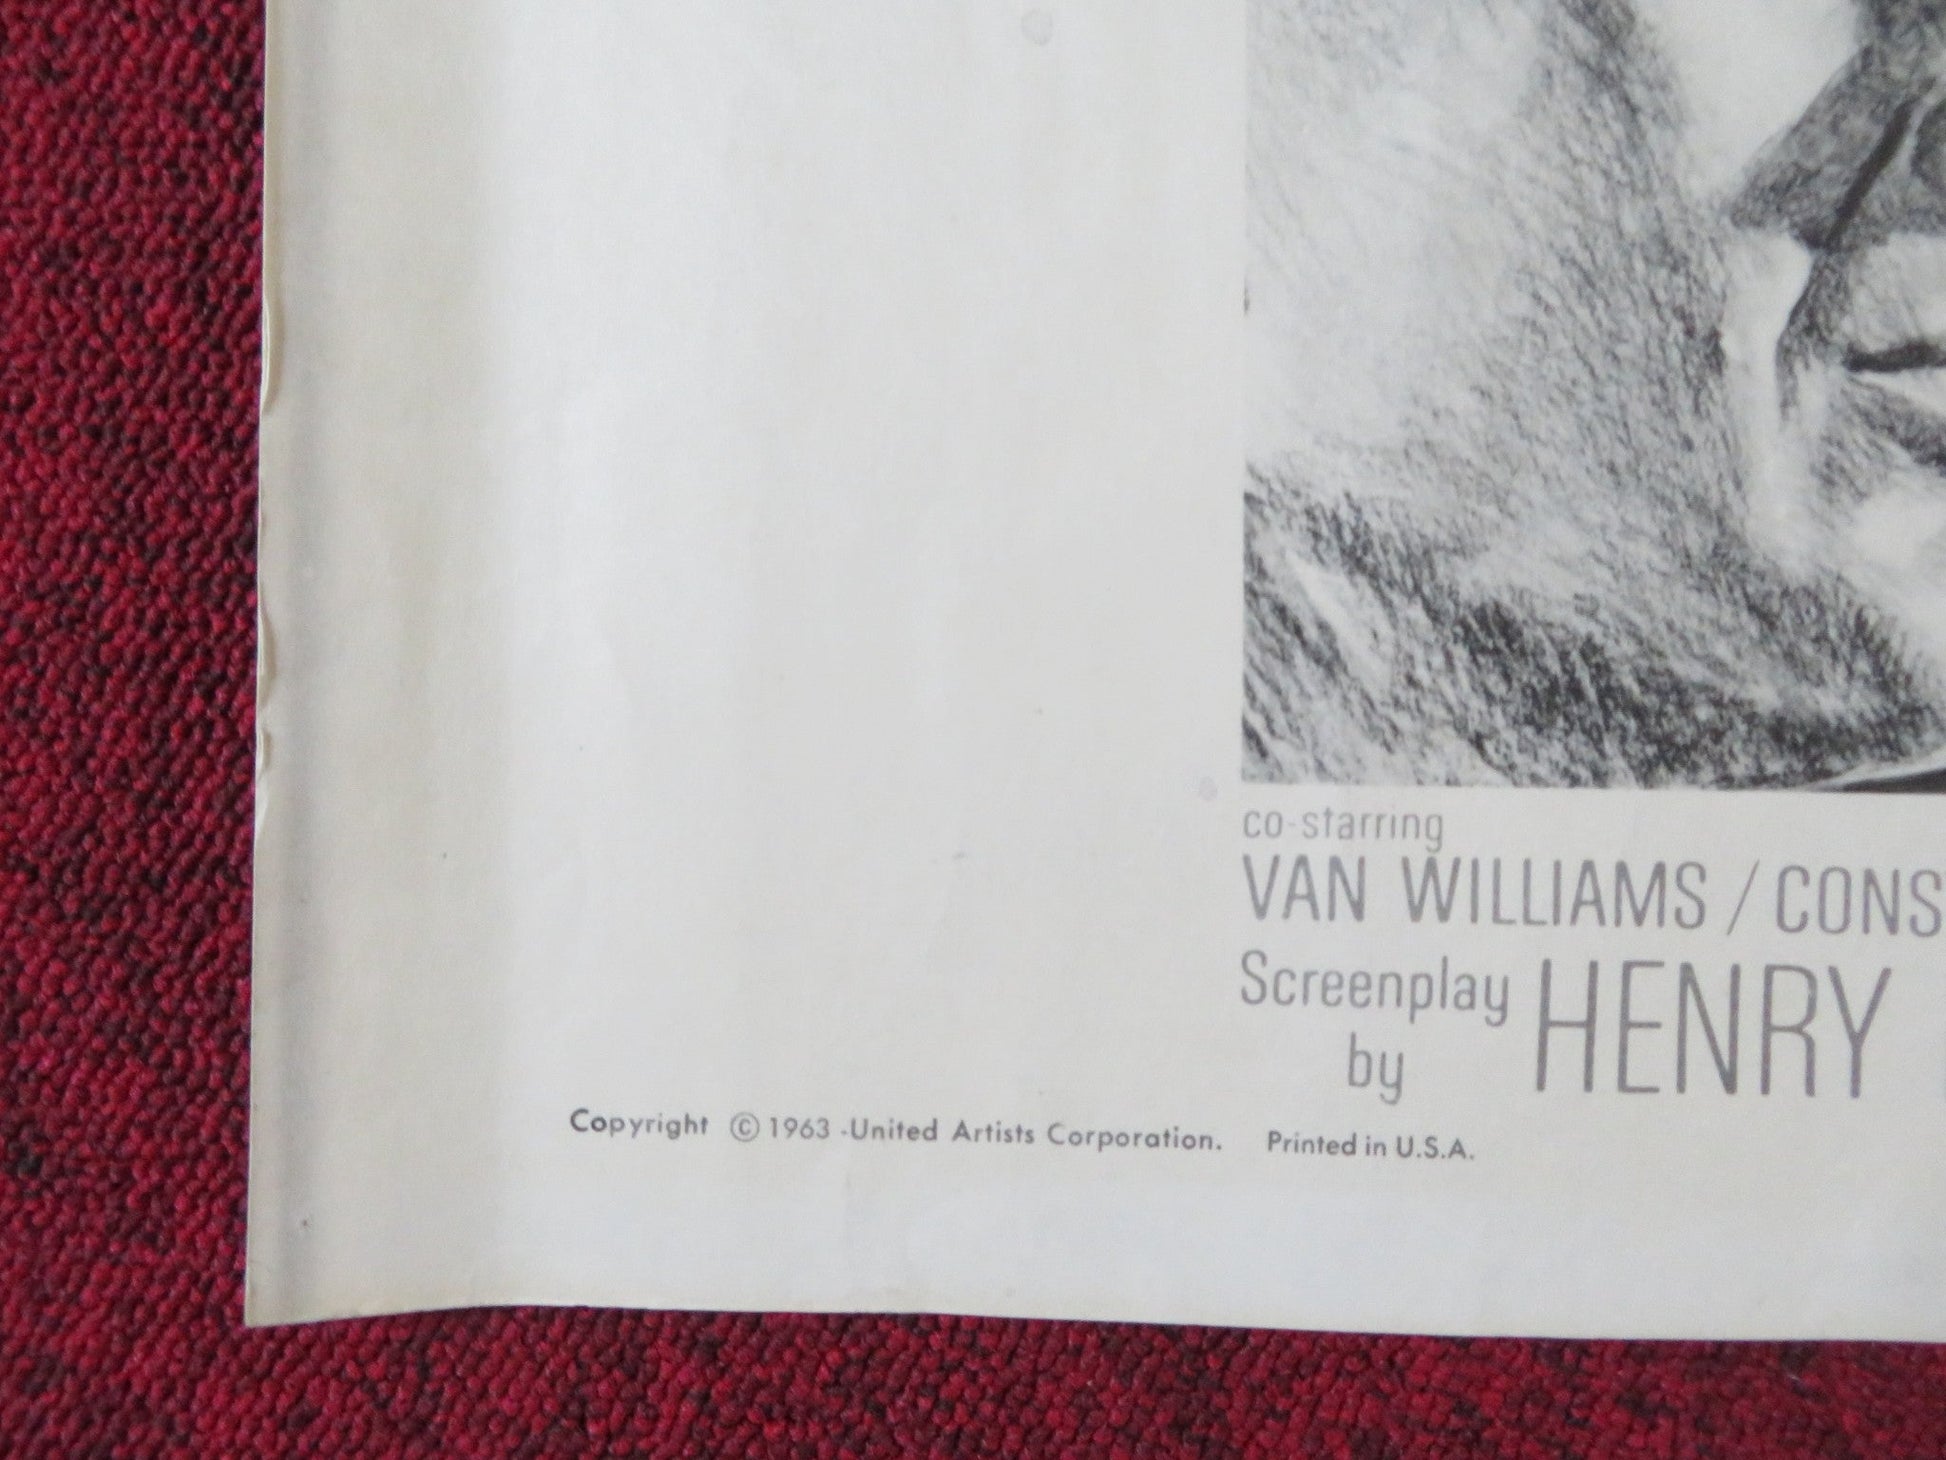 co-starring
VAN WILLIAMS / CONS
Screenplay
by HENRY
Copyright © 1963 -United Artists Corporation. Printed in U.S.A.